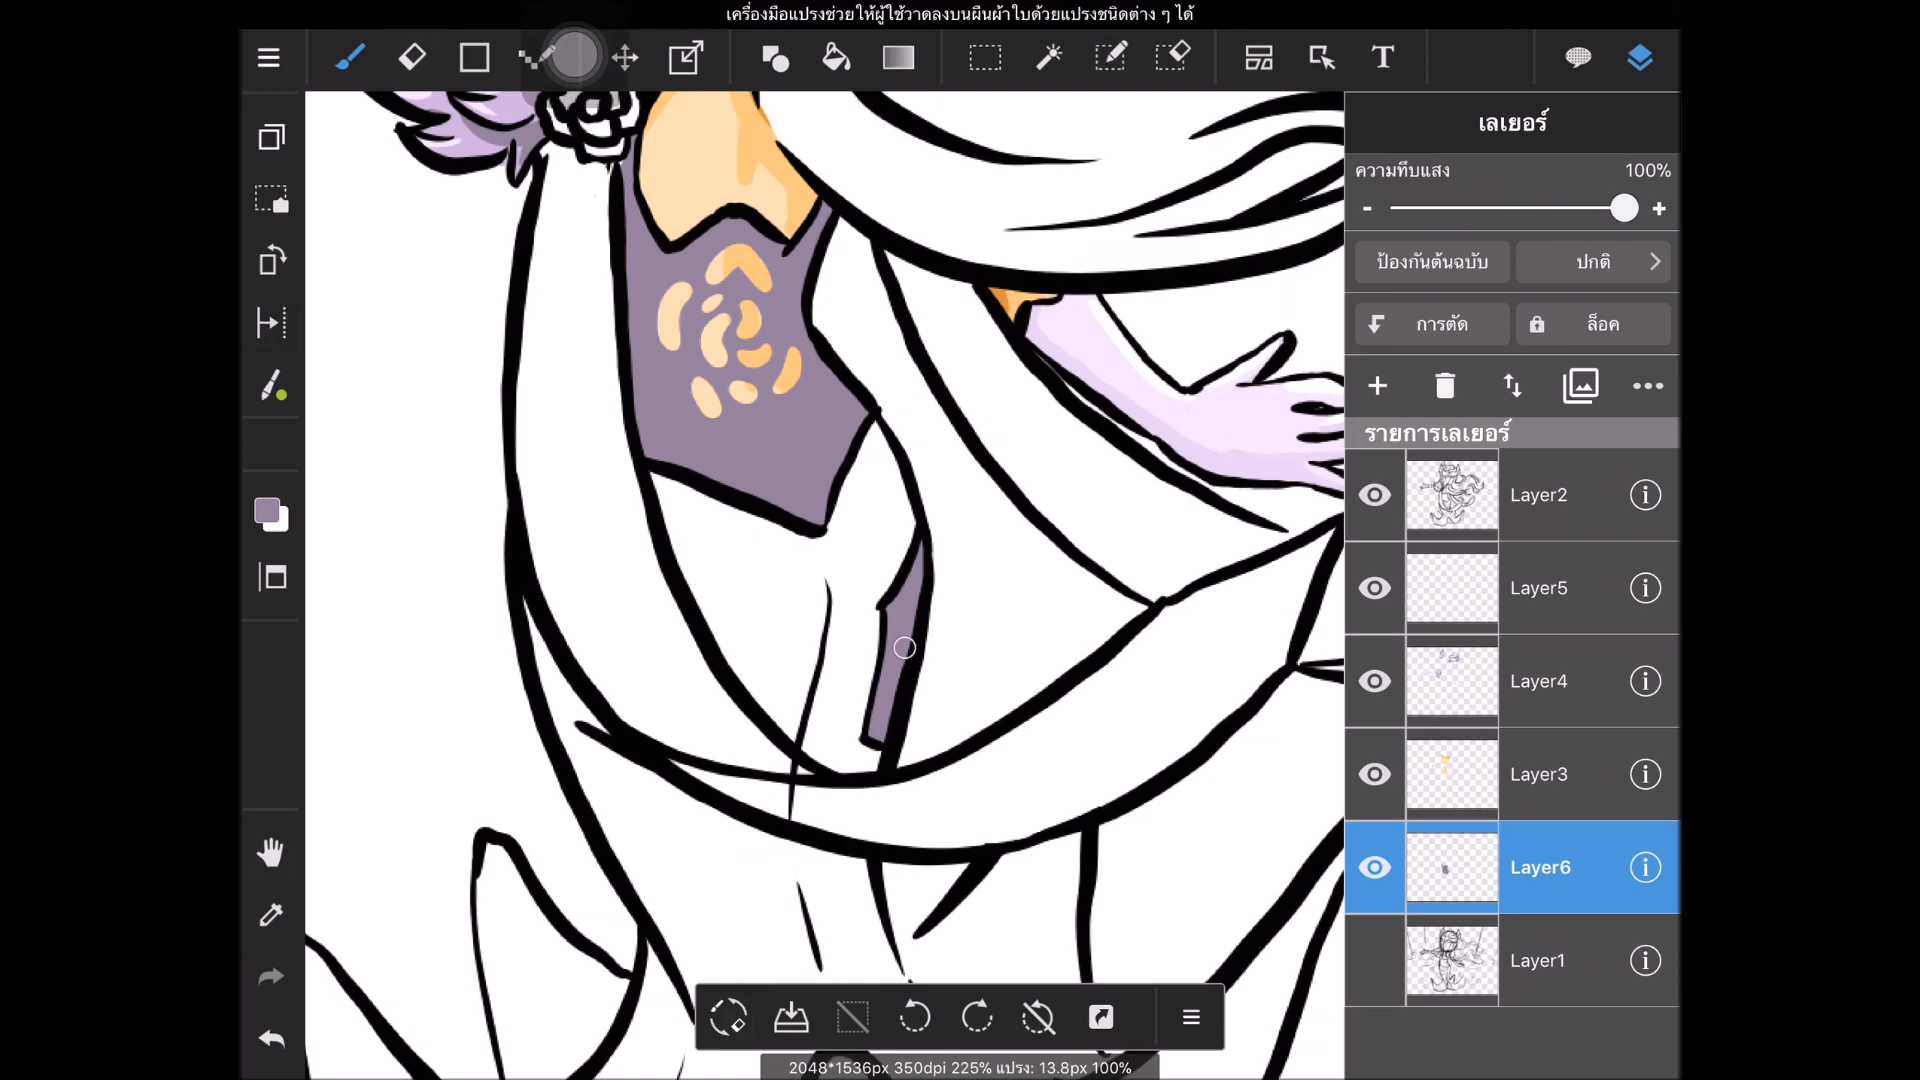 เครื่องมือแปรงช่วยให้ผู้ใช้วาดลงบนผืนผ้าใบด้วยแปรงชนิดต่าง ๆ ได้
T
เลเยอร์
ความทึบแสง 100%
- +
ป้องกันต้นฉบับ ปกติ
การตัด ล็อค
รายการเลเยอร์
Layer2
Layer5
Layer4
Layer3
Layer6
Layer1
2048*1536px 350dpi 225% แปรง: 13.8px 100%